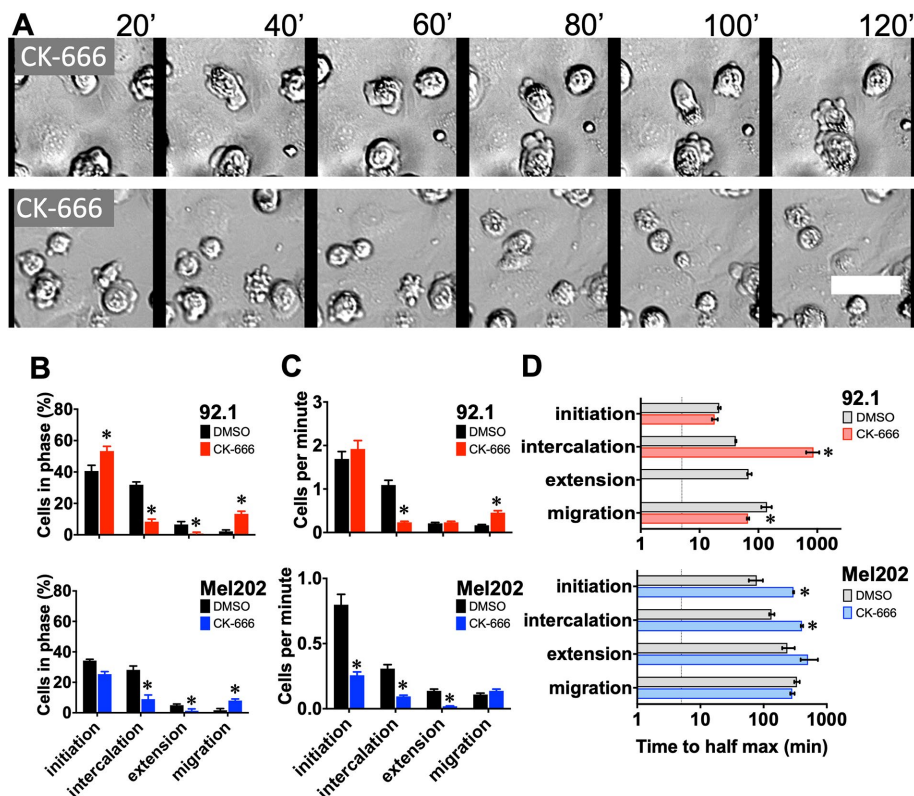 A
20’ 40’ 60’ 80’ 100’ 120’
CK-666
CK-666
B
Cells in phase (%)
80
60
40
20
0
92.1
DMSO
CK-666
*
*
*
*
Cells in phase (%)
80
60
40
20
0
Mel202
DMSO
CK-666
*
*
*
initiation
intercalation
extension
migration
C
Cells per minute
3
2
1
0
92.1
DMSO
CK-666
*
*
Cells per minute
1.0
0.5
0.0
Mel202
DMSO
CK-666
*
*
*
initiation
intercalation
extension
migration
D
initiation
intercalation
extension
migration
*
*
1 10 100 1000
92.1
DMSO
CK-666
initiation
intercalation
extension
migration
*
*
1 10 100 1000
Time to half max (min)
Mel202
DMSO
CK-666